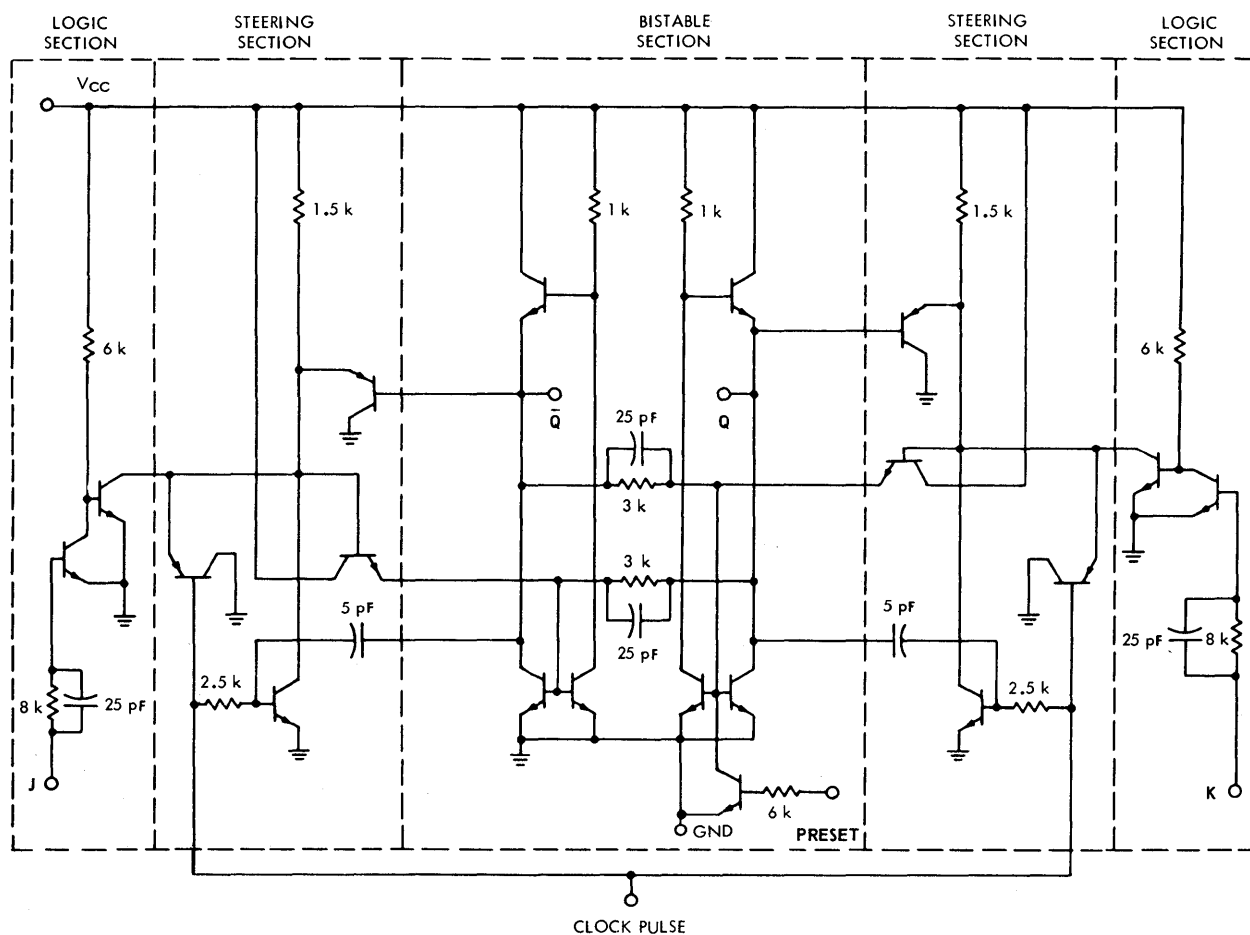 LOGIC
SECTION
STEERING
SECTION
BISTABLE
SECTION
STEERING
SECTION
LOGIC
SECTION
VCC
1.5 k
1 k
1 k
1.5 k
6 k
6 k
Q̄
Q
25 pF
3 k
3 k
25 pF
5 pF
5 pF
2.5 k
2.5 k
8 k
25 pF
25 pF
8 k
J
K
6 k
GND
PRESET
CLOCK PULSE